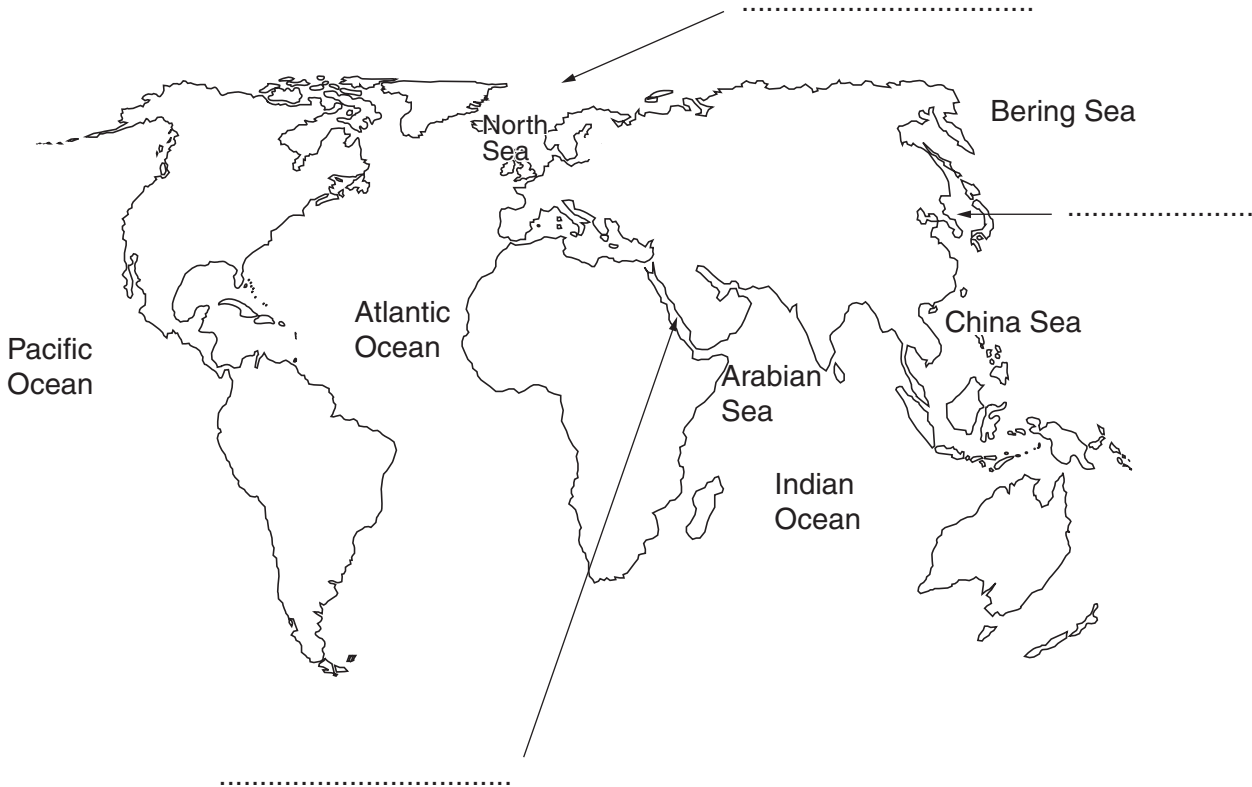 ..................................
Bering Sea
North
Sea
......................
Atlantic
Ocean
China Sea
Pacific
Ocean
Arabian
Sea
Indian
Ocean
..................................